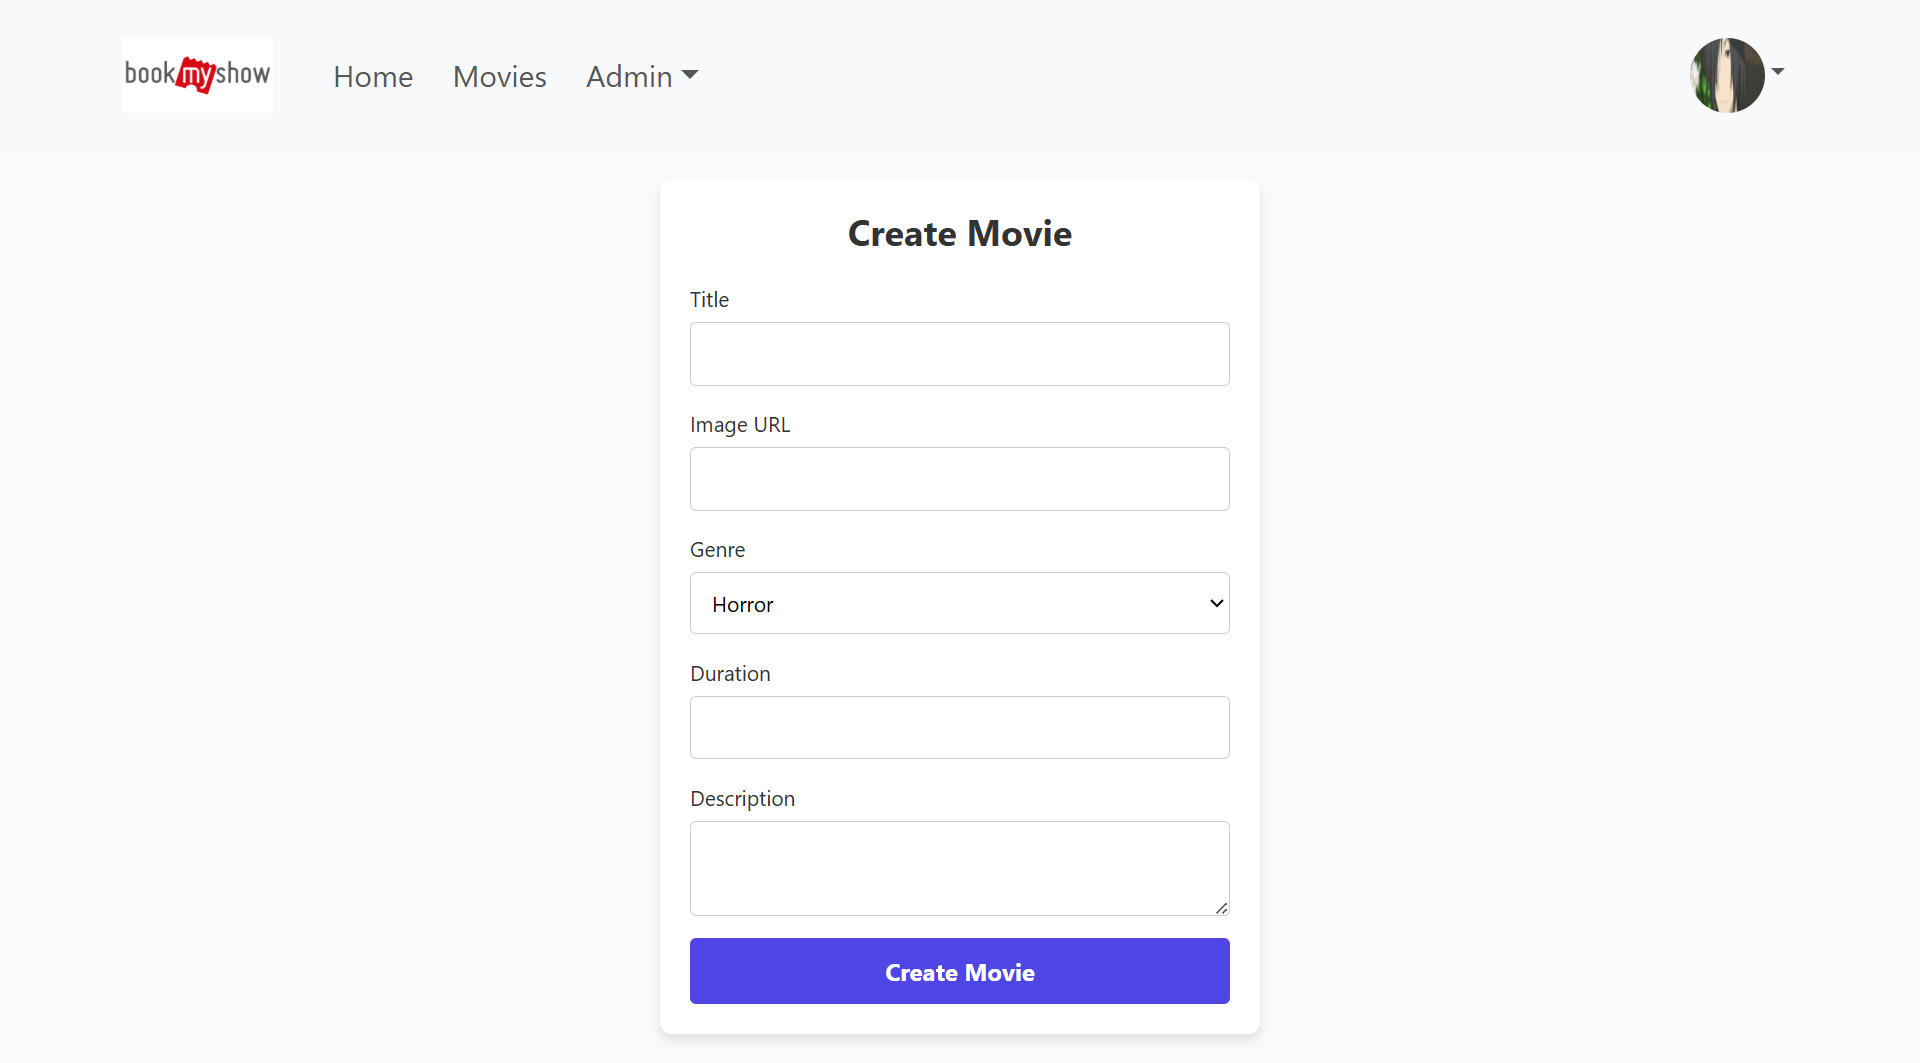 bookmyshow
Home
Movies
Admin
Create Movie
Title
Image URL
Genre
Horror
Duration
Description
Create Movie